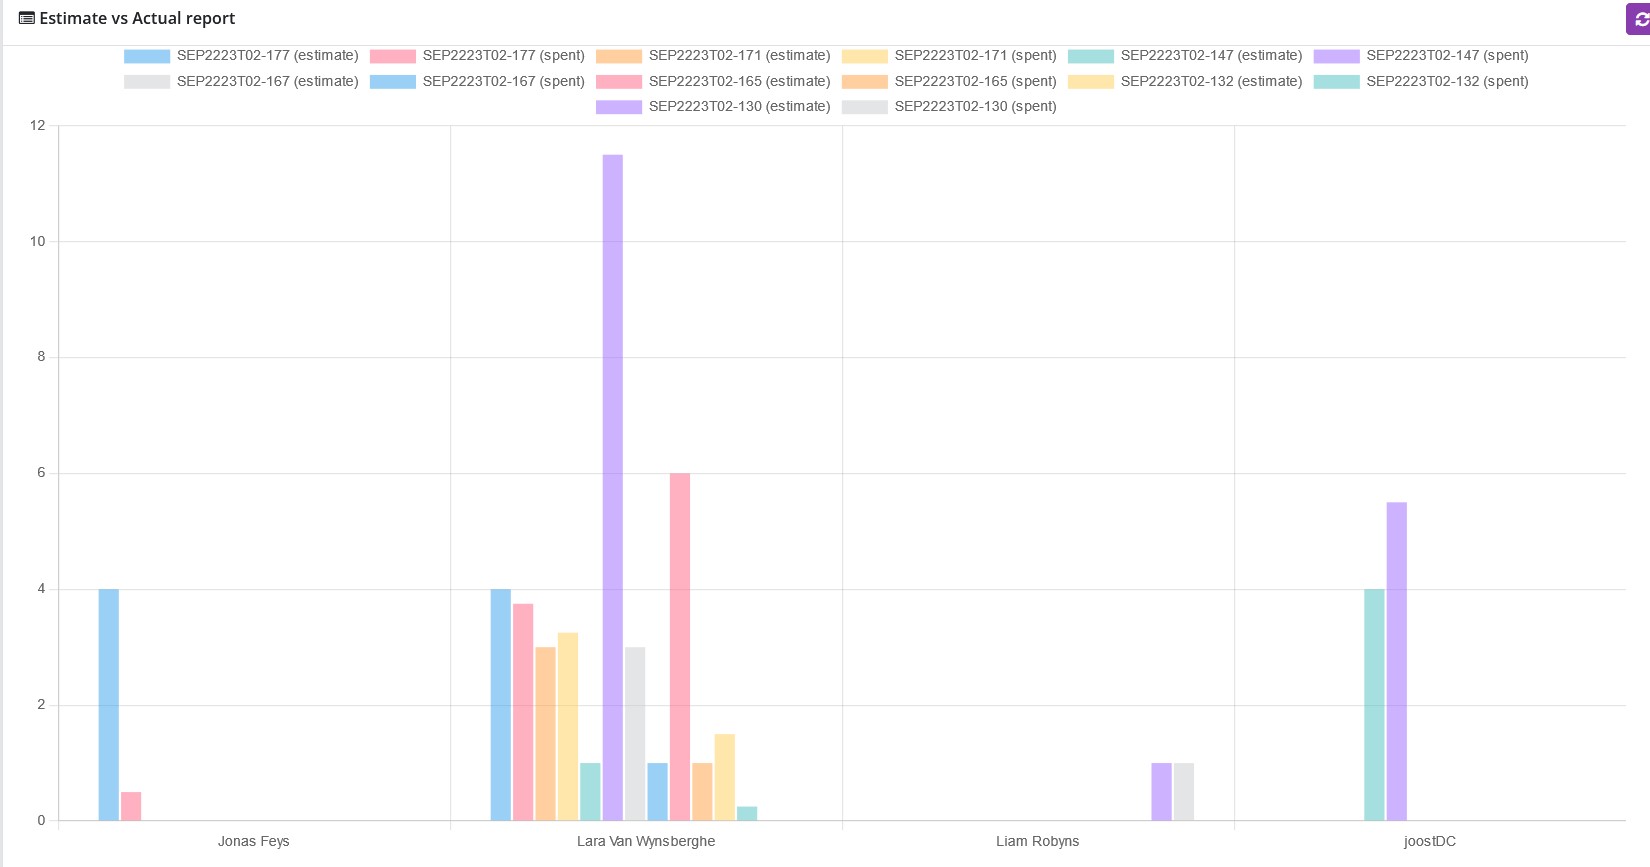 Estimate vs Actual report
SEP2223T02-177 (estimate) SEP2223T02-177 (spent) SEP2223T02-171 (estimate) SEP2223T02-171 (spent) SEP2223T02-147 (estimate) SEP2223T02-147 (spent)
SEP2223T02-167 (estimate) SEP2223T02-167 (spent) SEP2223T02-165 (estimate) SEP2223T02-165 (spent) SEP2223T02-132 (estimate) SEP2223T02-132 (spent)
SEP2223T02-130 (estimate) SEP2223T02-130 (spent)
12
10
8
6
4
2
0
Jonas Feys Lara Van Wynsberghe Liam Robyns joostDC